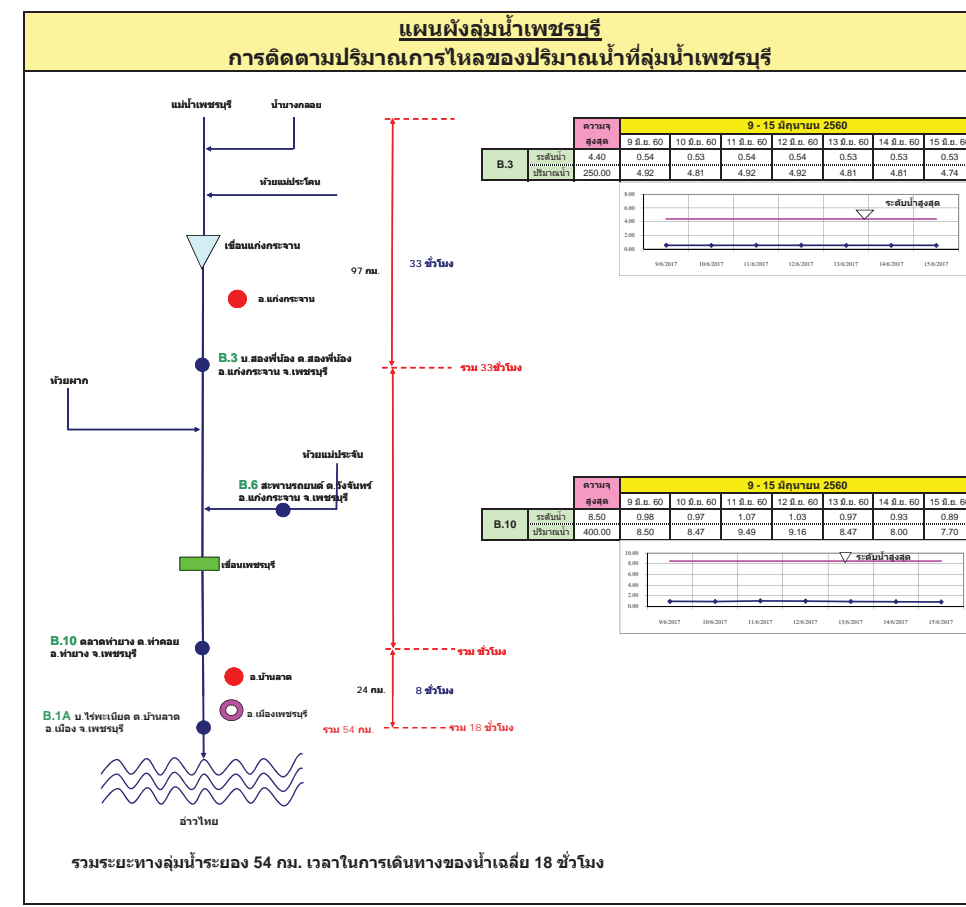 แผนผังลุ่มน้ำเพชรบุรี
การติดตามปริมาณการไหลของปริมาณน้ำที่ลุ่มน้ำเพชรบุรี
แม่น้ำเพชรบุรี
น้ำบางกลอย
ห้วยแม่ประโดน
เขื่อนแก่งกระจาน
97 กม.
33 ชั่วโมง
อ.แก่งกระจาน
B.3 บ.สองพี่น้อง ต.สองพี่น้อง
อ.แก่งกระจาน จ.เพชรบุรี
รวม 33ชั่วโมง
ห้วยผาก
ห้วยแม่ประจัน
B.6 สะพานรถยนต์ ต.วังจันทร์
อ.แก่งกระจาน จ.เพชรบุรี
เขื่อนเพชรบุรี
B.10 ตลาดท่ายาง ต.ท่าคอย
อ.ท่ายาง จ.เพชรบุรี
รวม ชั่วโมง
อ.บ้านลาด
24 กม.
8 ชั่วโมง
อ.เมืองเพชรบุรี
B.1A บ.ไร่พะเนียด ต.บ้านลาด
อ.เมือง จ.เพชรบุรี
รวม 54 กม.
รวม 18 ชั่วโมง
อ่าวไทย
รวมระยะทางลุ่มน้ำระยอง 54 กม. เวลาในการเดินทางของน้ำเฉลี่ย 18 ชั่วโมง
ความจุ 9 - 15 มิถุนายน 2560
สูงสุด 9 มิ.ย. 60 10 มิ.ย. 60 11 มิ.ย. 60 12 มิ.ย. 60 13 มิ.ย. 60 14 มิ.ย. 60 15 มิ.ย. 60
B.3
ระดับน้ำ 4.40 0.54 0.53 0.54 0.54 0.53 0.53 0.53
ปริมาณน้ำ 250.00 4.92 4.81 4.92 4.92 4.81 4.81 4.74
ระดับน้ำสูงสุด
8.00
6.00
4.00
2.00
0.00
9/6/2017 10/6/2017 11/6/2017 12/6/2017 13/6/2017 14/6/2017 15/6/2017
ความจุ 9 - 15 มิถุนายน 2560
สูงสุด 9 มิ.ย. 60 10 มิ.ย. 60 11 มิ.ย. 60 12 มิ.ย. 60 13 มิ.ย. 60 14 มิ.ย. 60 15 มิ.ย. 60
B.10
ระดับน้ำ 8.50 0.98 0.97 1.07 1.03 0.97 0.93 0.89
ปริมาณน้ำ 400.00 8.50 8.47 9.49 9.16 8.47 8.00 7.70
ระดับน้ำสูงสุด
10.00
8.00
6.00
4.00
2.00
0.00
9/6/2017 10/6/2017 11/6/2017 12/6/2017 13/6/2017 14/6/2017 15/6/2017